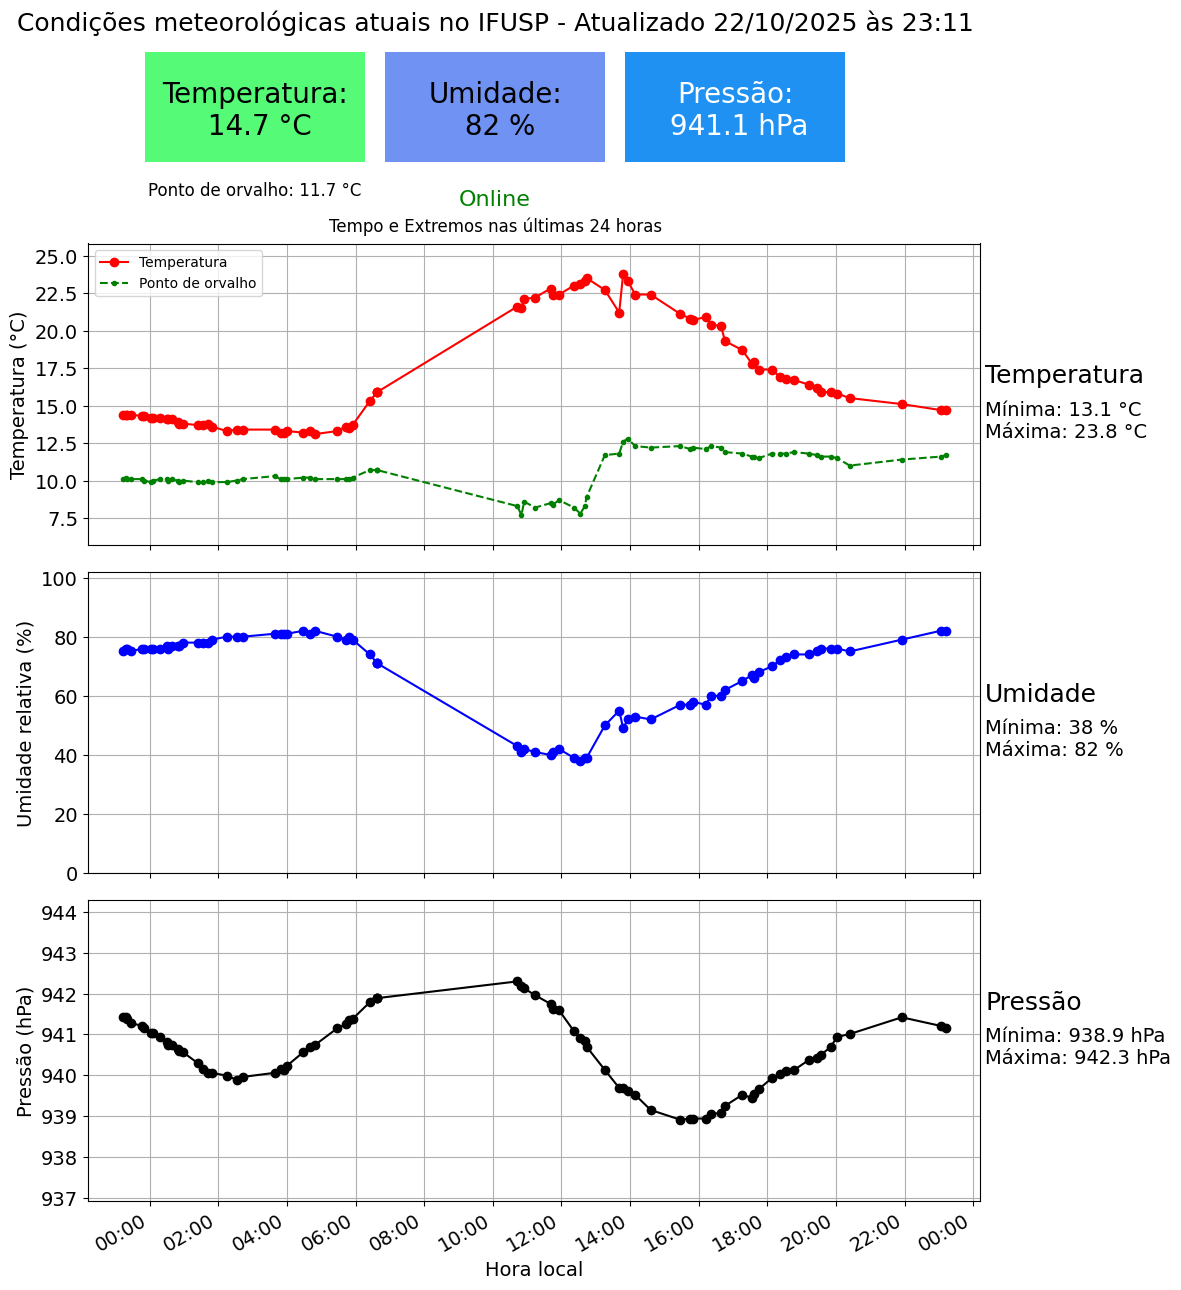 Condições meteorológicas atuais no IFUSP - Atualizado 22/10/2025 às 23:11
Temperatura:
14.7 °C
Umidade:
82 %
Pressão:
941.1 hPa
Ponto de orvalho: 11.7 °C
Online
Tempo e Extremos nas últimas 24 horas
Temperatura
Ponto de orvalho
Temperatura (°C)
25.0
22.5
20.0
17.5
15.0
12.5
10.0
7.5
Temperatura
Mínima: 13.1 °C
Máxima: 23.8 °C
Umidade relativa (%)
100
80
60
40
20
0
Umidade
Mínima: 38 %
Máxima: 82 %
Pressão (hPa)
944
943
942
941
940
939
938
937
Pressão
Mínima: 938.9 hPa
Máxima: 942.3 hPa
00:00
02:00
04:00
06:00
08:00
10:00
12:00
14:00
16:00
18:00
20:00
22:00
00:00
Hora local